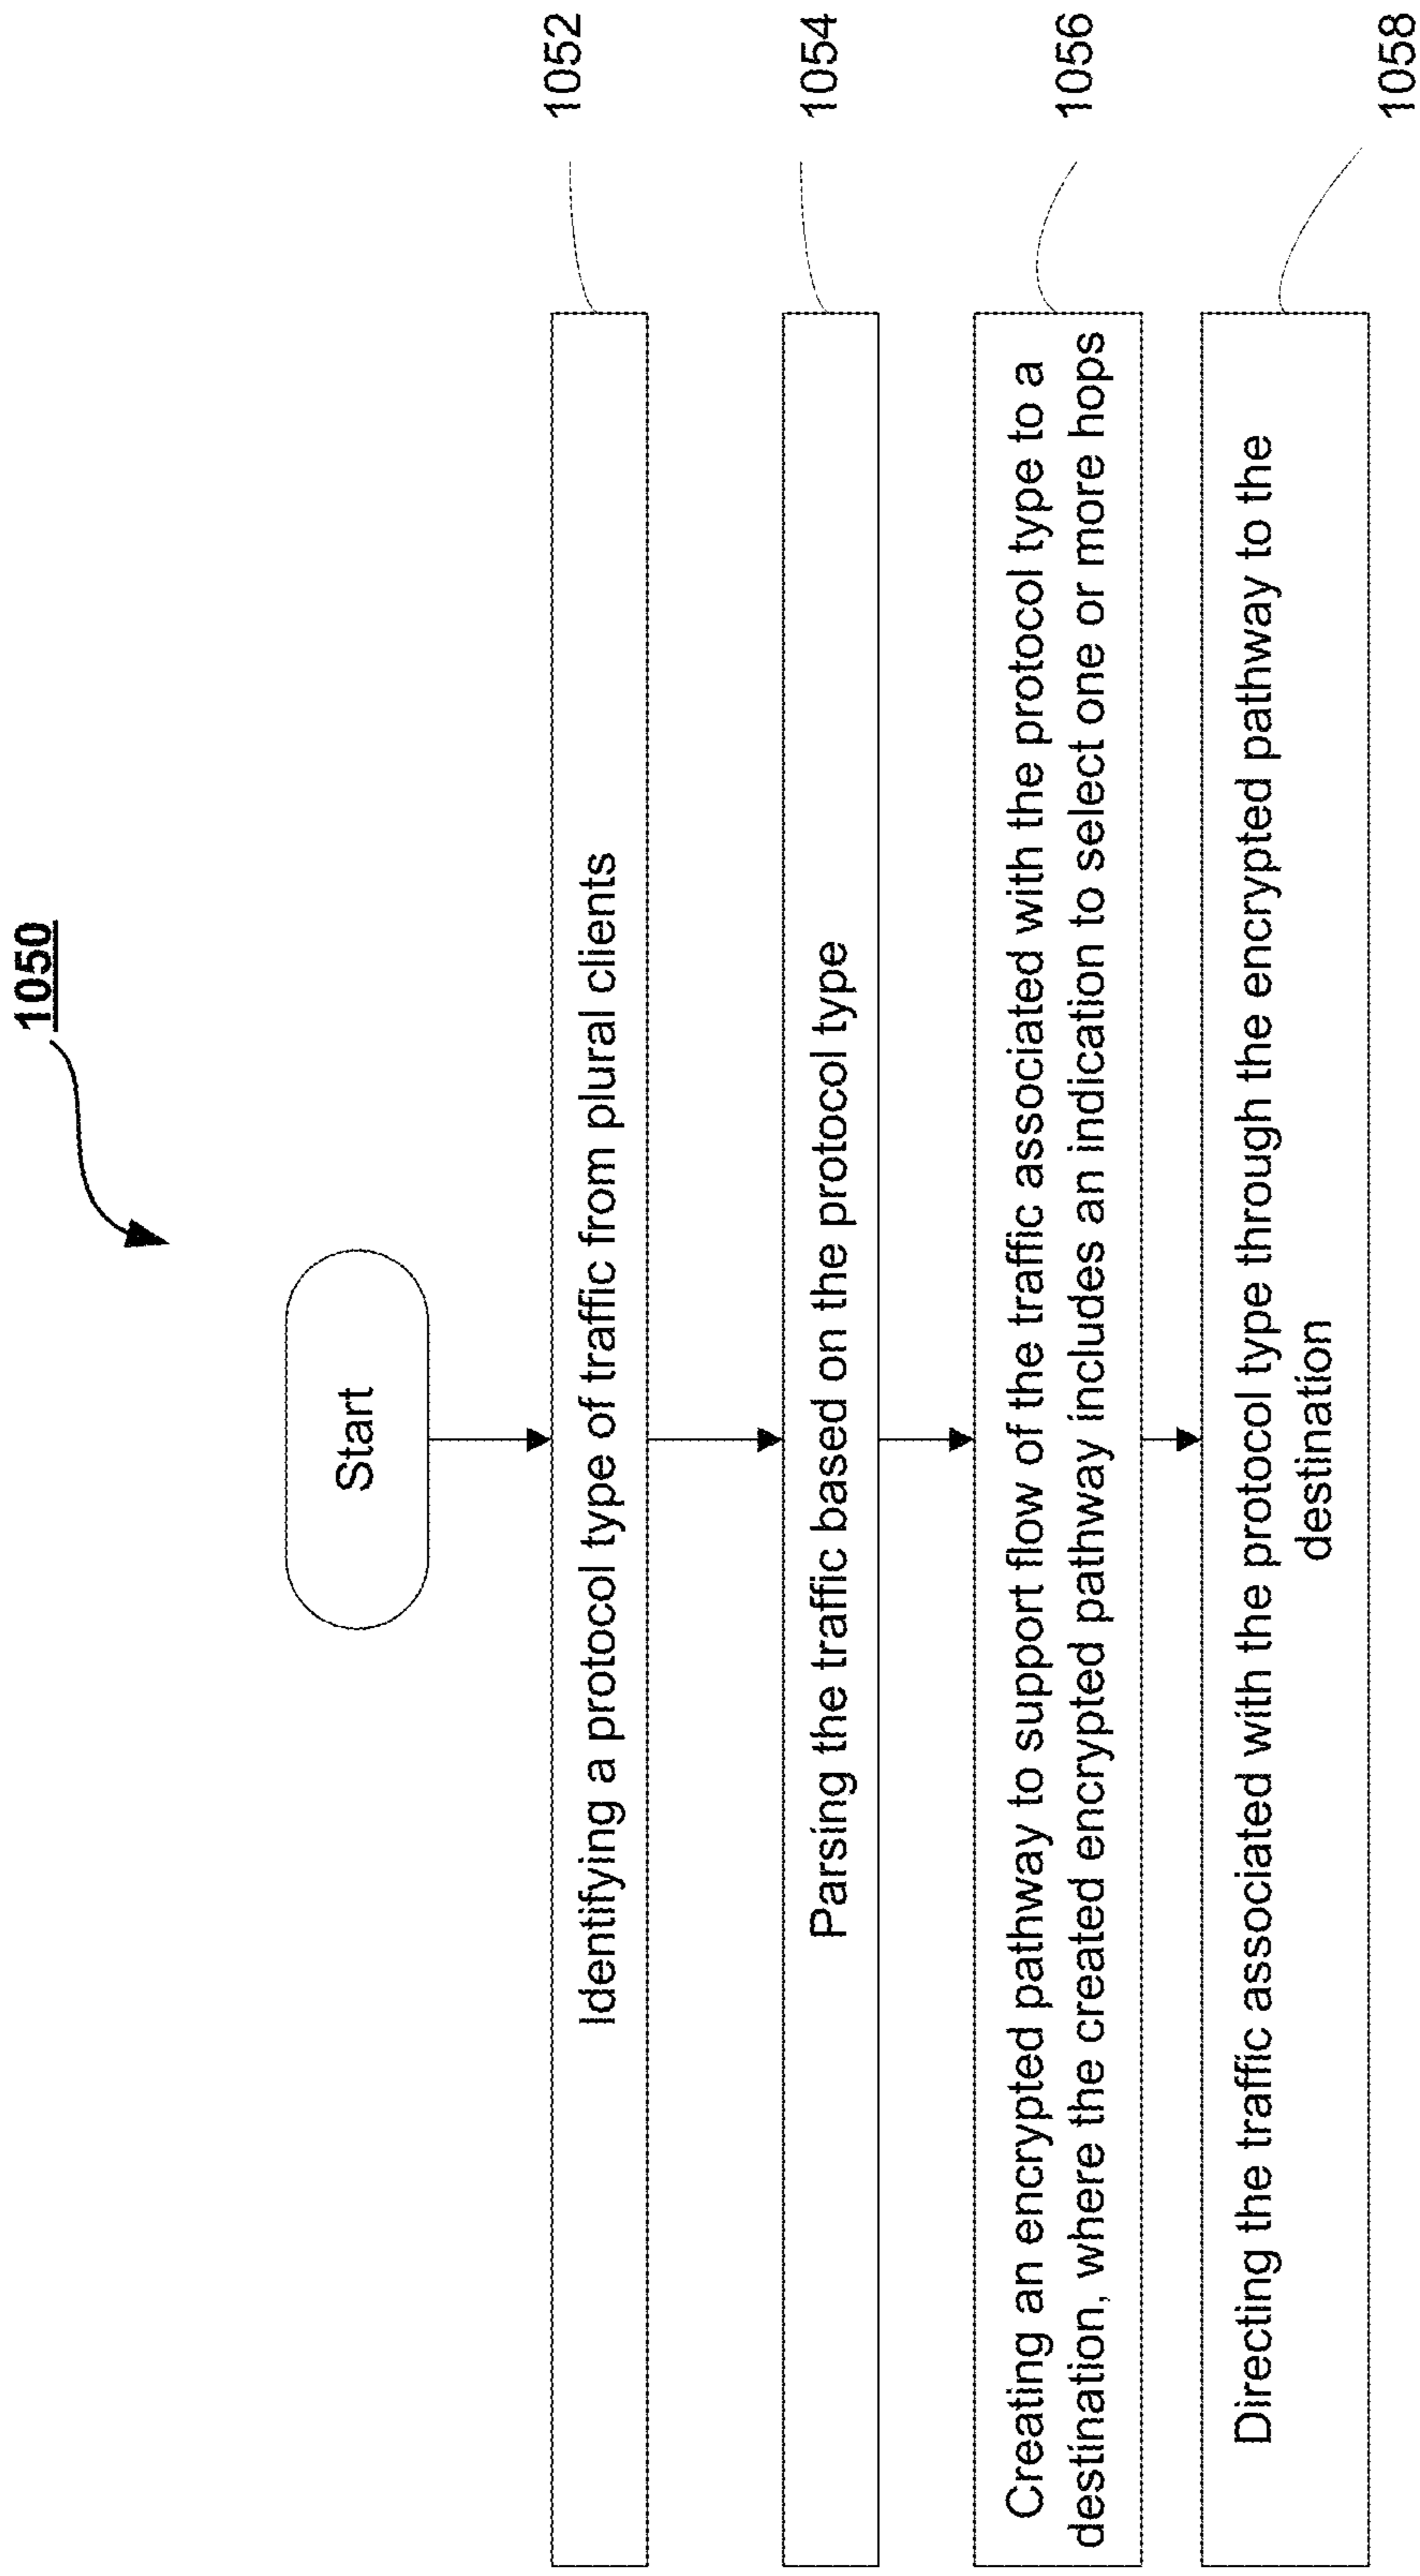 1050
Start
Identifying a protocol type of traffic from plural clients
1052
Parsing the traffic based on the protocol type
1054
Creating an encrypted pathway to support flow of the traffic associated with the protocol type to a
destination, where the created encrypted pathway includes an indication to select one or more hops
1056
Directing the traffic associated with the protocol type through the encrypted pathway to the
destination
1058